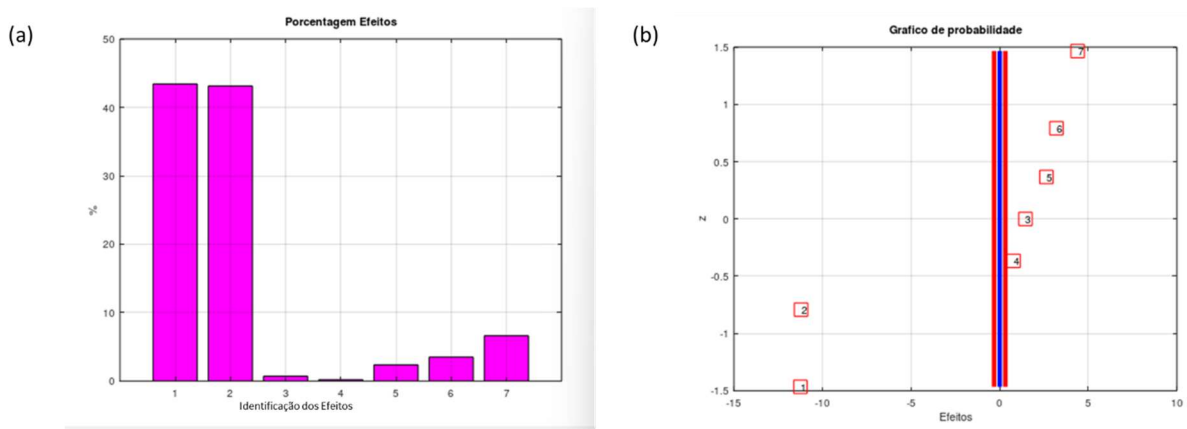 (a)
Porcentagem Efeitos
50
40
30
20
10
0
%
1 2 3 4 5 6 7
Identificação dos Efeitos
(b)
Grafico de probabilidade
1.5
1
0.5
0
-0.5
-1
-1.5
z
7
6
5
3
4
2
1
-15 -10 -5 0 5 10
Efeitos